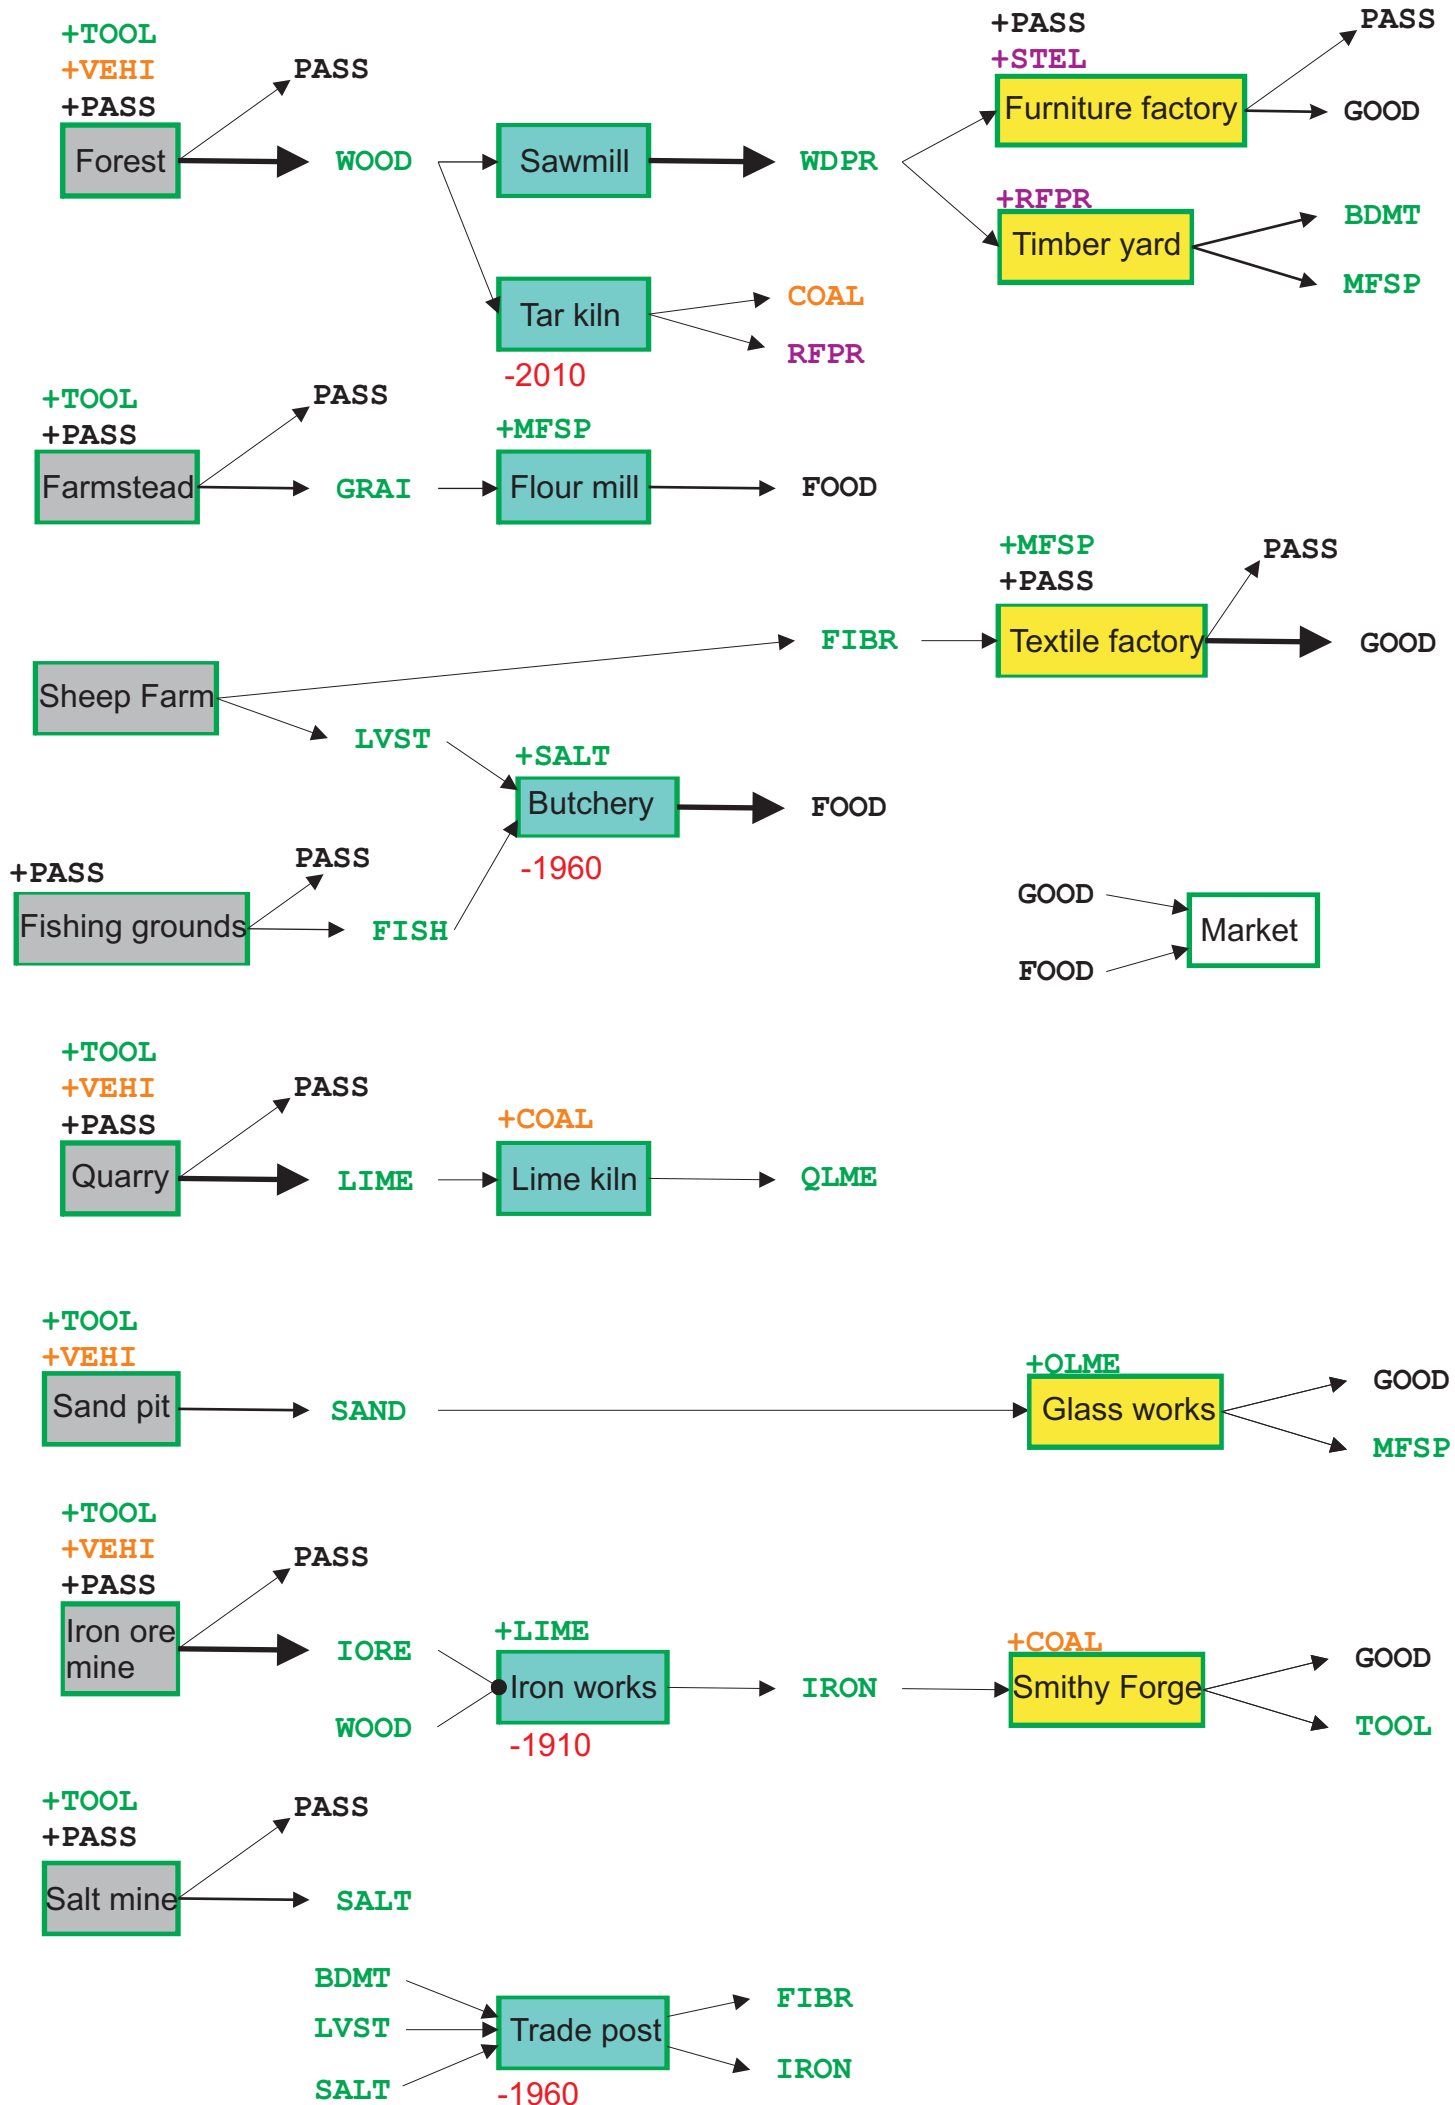 +TOOL
+VEHI
+PASS
PASS
Forest
WOOD
Sawmill
WDPR
+PASS
+STEL
Furniture factory
PASS
GOOD
+RFPR
Timber yard
BDMT
MFSP
Tar kiln
-2010
COAL
RFPR
+TOOL
+PASS
PASS
Farmstead
GRAI
+MFSP
Flour mill
FOOD
+MFSP
+PASS
PASS
Textile factory
GOOD
FIBR
Sheep Farm
LVST
+SALT
Butchery
-1960
FOOD
+PASS
PASS
Fishing grounds
FISH
GOOD
FOOD
Market
+TOOL
+VEHI
+PASS
PASS
Quarry
LIME
+COAL
Lime kiln
QLME
+TOOL
+VEHI
Sand pit
SAND
+QLME
Glass works
GOOD
MFSP
+TOOL
+VEHI
+PASS
PASS
Iron ore
mine
IORE
WOOD
+LIME
Iron works
-1910
IRON
+COAL
Smithy Forge
GOOD
TOOL
+TOOL
+PASS
PASS
Salt mine
SALT
BDMT
LVST
SALT
Trade post
-1960
FIBR
IRON